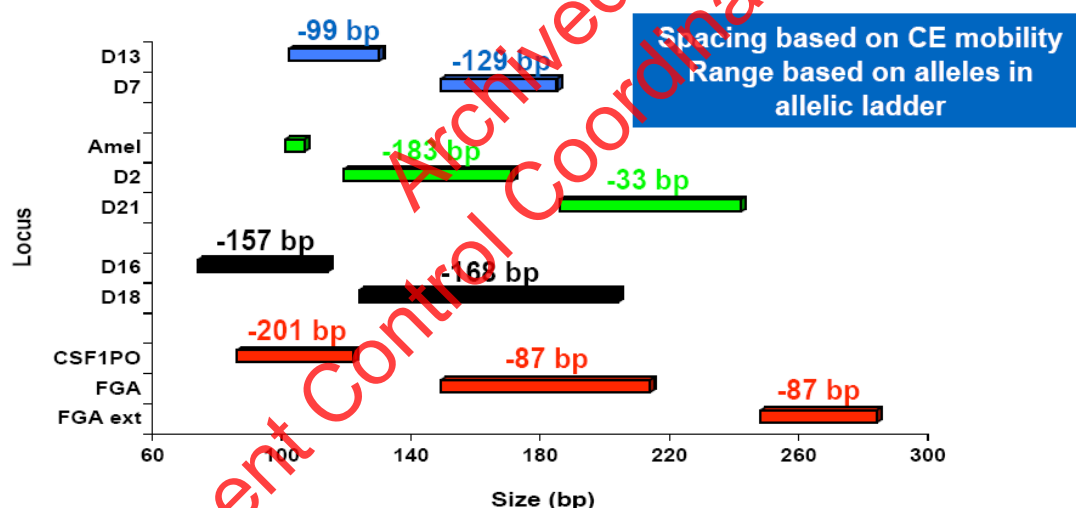 -99 bp
Spacing based on CE mobility
Range based on alleles in
allelic ladder
D13
-129 bp
D7
Amel
-183 bp
D2
-33 bp
D21
Locus
-157 bp
D16
-168 bp
D18
-201 bp
CSF1PO
-87 bp
FGA
-87 bp
FGA ext
60
100
140
180
220
260
300
Size (bp)
Archived
ent Control Coordina